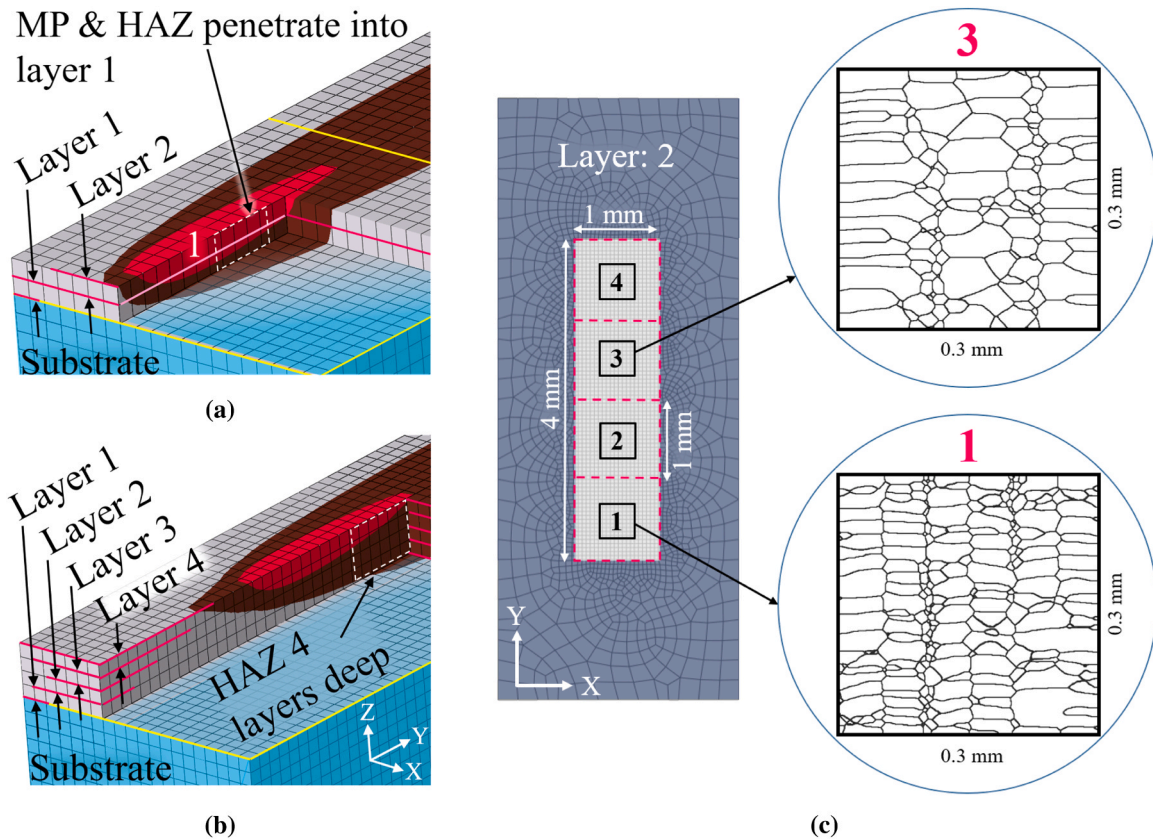 MP & HAZ penetrate into
layer 1
Layer 1
Layer 2
1
Substrate
(a)
Layer 1
Layer 2
Layer 3
Layer 4
HAZ 4
layers deep
Substrate
Z
Y
X
(b)
Layer: 2
1 mm
4 mm
4
3
2
1
1 mm
Y
X
3
0.3 mm
0.3 mm
1
0.3 mm
0.3 mm
(c)